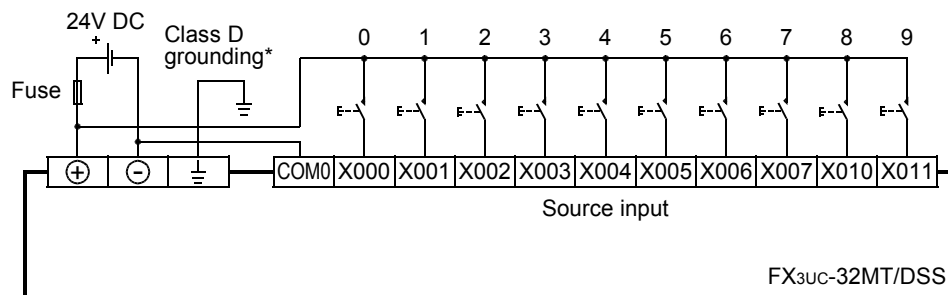 24V DC
+
Class D
grounding*
Fuse
0 1 2 3 4 5 6 7 8 9
+ - COM0 X000 X001 X002 X003 X004 X005 X006 X007 X010 X011
Source input
FX3UC-32MT/DSS